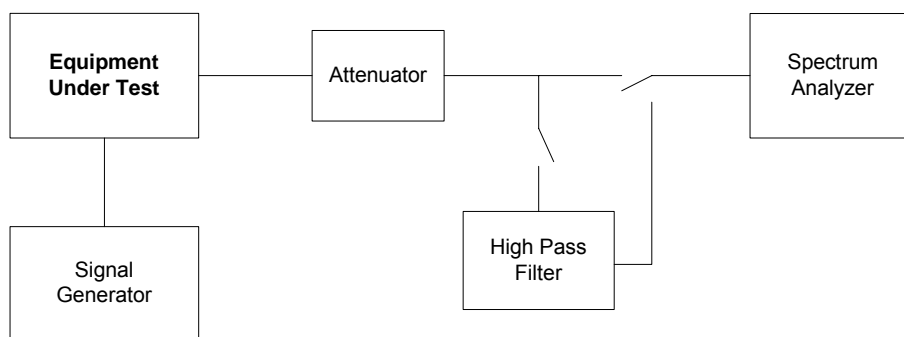 Equipment
Under Test
Attenuator
Spectrum
Analyzer
Signal
Generator
High Pass
Filter